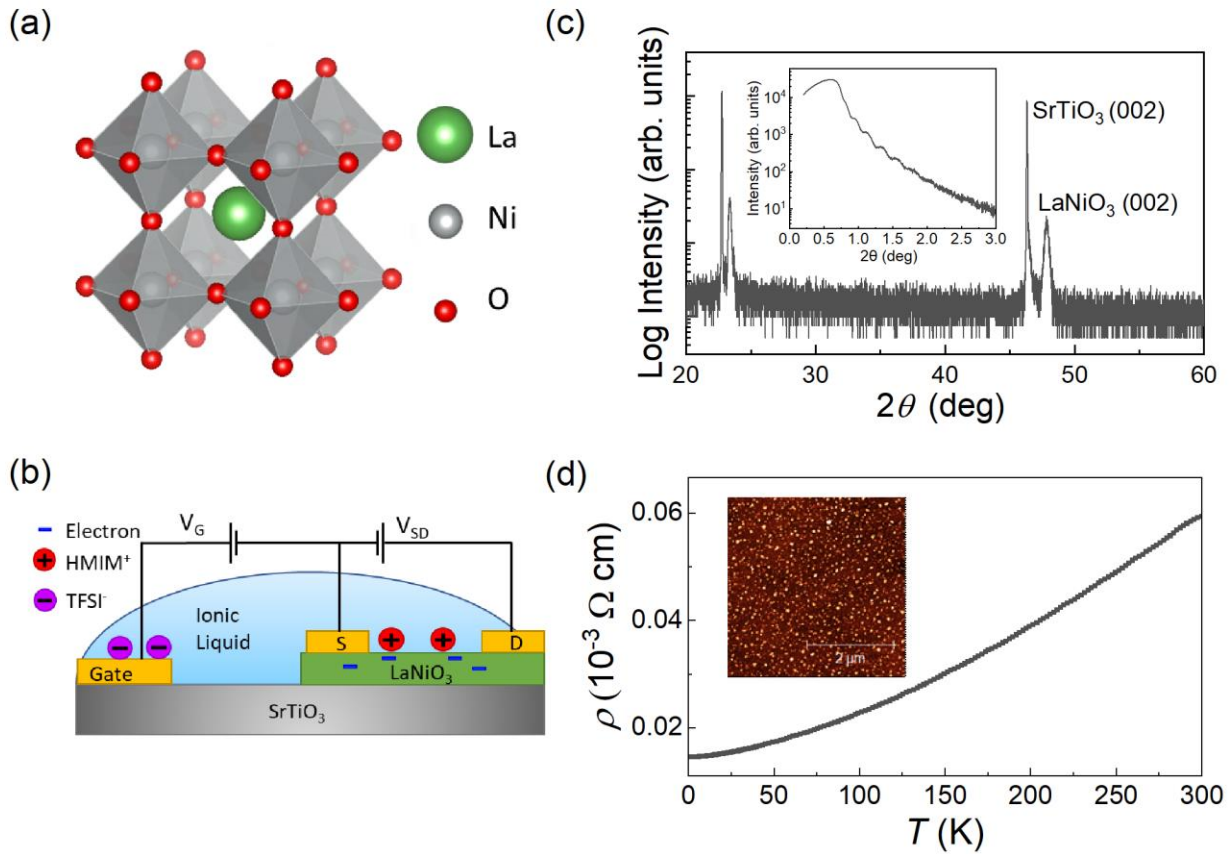 (a)
La
Ni
O
(b)
Electron
HMIM⁺
TFSI⁻
V_G
V_SD
Ionic
Liquid
+
+
S
D
Gate
LaNiO₃
SrTiO₃
(c)
Log Intensity (arb. units)
Intensity (arb. units)
10⁴
10³
10²
10¹
0.0 0.5 1.0 1.5 2.0 2.5 3.0
2θ (deg)
SrTiO₃ (002)
LaNiO₃ (002)
20 30 40 50 60
2θ (deg)
(d)
ρ (10⁻³ Ω cm)
0.06
0.04
0.02
2 μm
0 50 100 150 200 250 300
T (K)